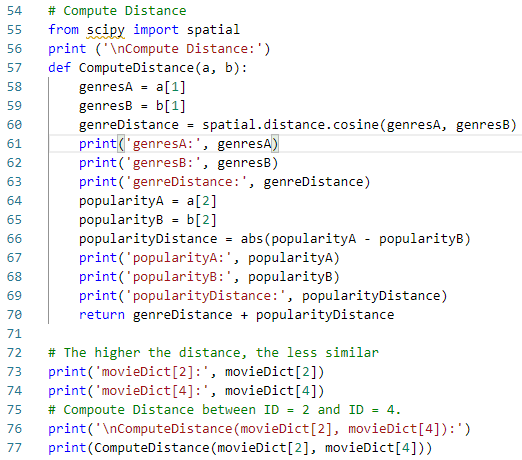 54 # Compute Distance
55 from scipy import spatial
56 print ('\nCompute Distance:')
57 def ComputeDistance(a, b):
58     genresA = a[1]
59     genresB = b[1]
60     genreDistance = spatial.distance.cosine(genresA, genresB)
61     print('genresA:', genresA)
62     print('genresB:', genresB)
63     print('genreDistance:', genreDistance)
64     popularityA = a[2]
65     popularityB = b[2]
66     popularityDistance = abs(popularityA - popularityB)
67     print('popularityA:', popularityA)
68     print('popularityB:', popularityB)
69     print('popularityDistance:', popularityDistance)
70     return genreDistance + popularityDistance
71
72 # The higher the distance, the less similar
73 print('movieDict[2]:', movieDict[2])
74 print('movieDict[4]:', movieDict[4])
75 # Compoute Distance between ID = 2 and ID = 4.
76 print('\nComputeDistance(movieDict[2], movieDict[4]):')
77 print(ComputeDistance(movieDict[2], movieDict[4]))